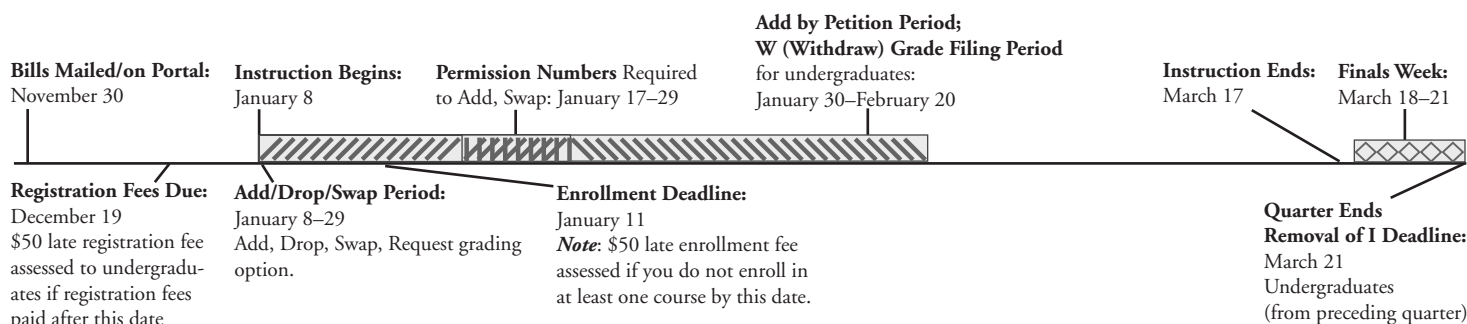 Bills Mailed/on Portal:
November 30
Instruction Begins:
January 8
Permission Numbers Required
to Add, Swap: January 17–29
Add by Petition Period;
W (Withdraw) Grade Filing Period
for undergraduates:
January 30–February 20
Instruction Ends:
March 17
Finals Week:
March 18–21
Registration Fees Due:
December 19
$50 late registration fee
assessed to undergradu-
ates if registration fees
paid after this date
Add/Drop/Swap Period:
January 8–29
Add, Drop, Swap, Request grading
option.
Enrollment Deadline:
January 11
Note: $50 late enrollment fee
assessed if you do not enroll in
at least one course by this date.
Quarter Ends
Removal of I Deadline:
March 21
Undergraduates
(from preceding quarter)